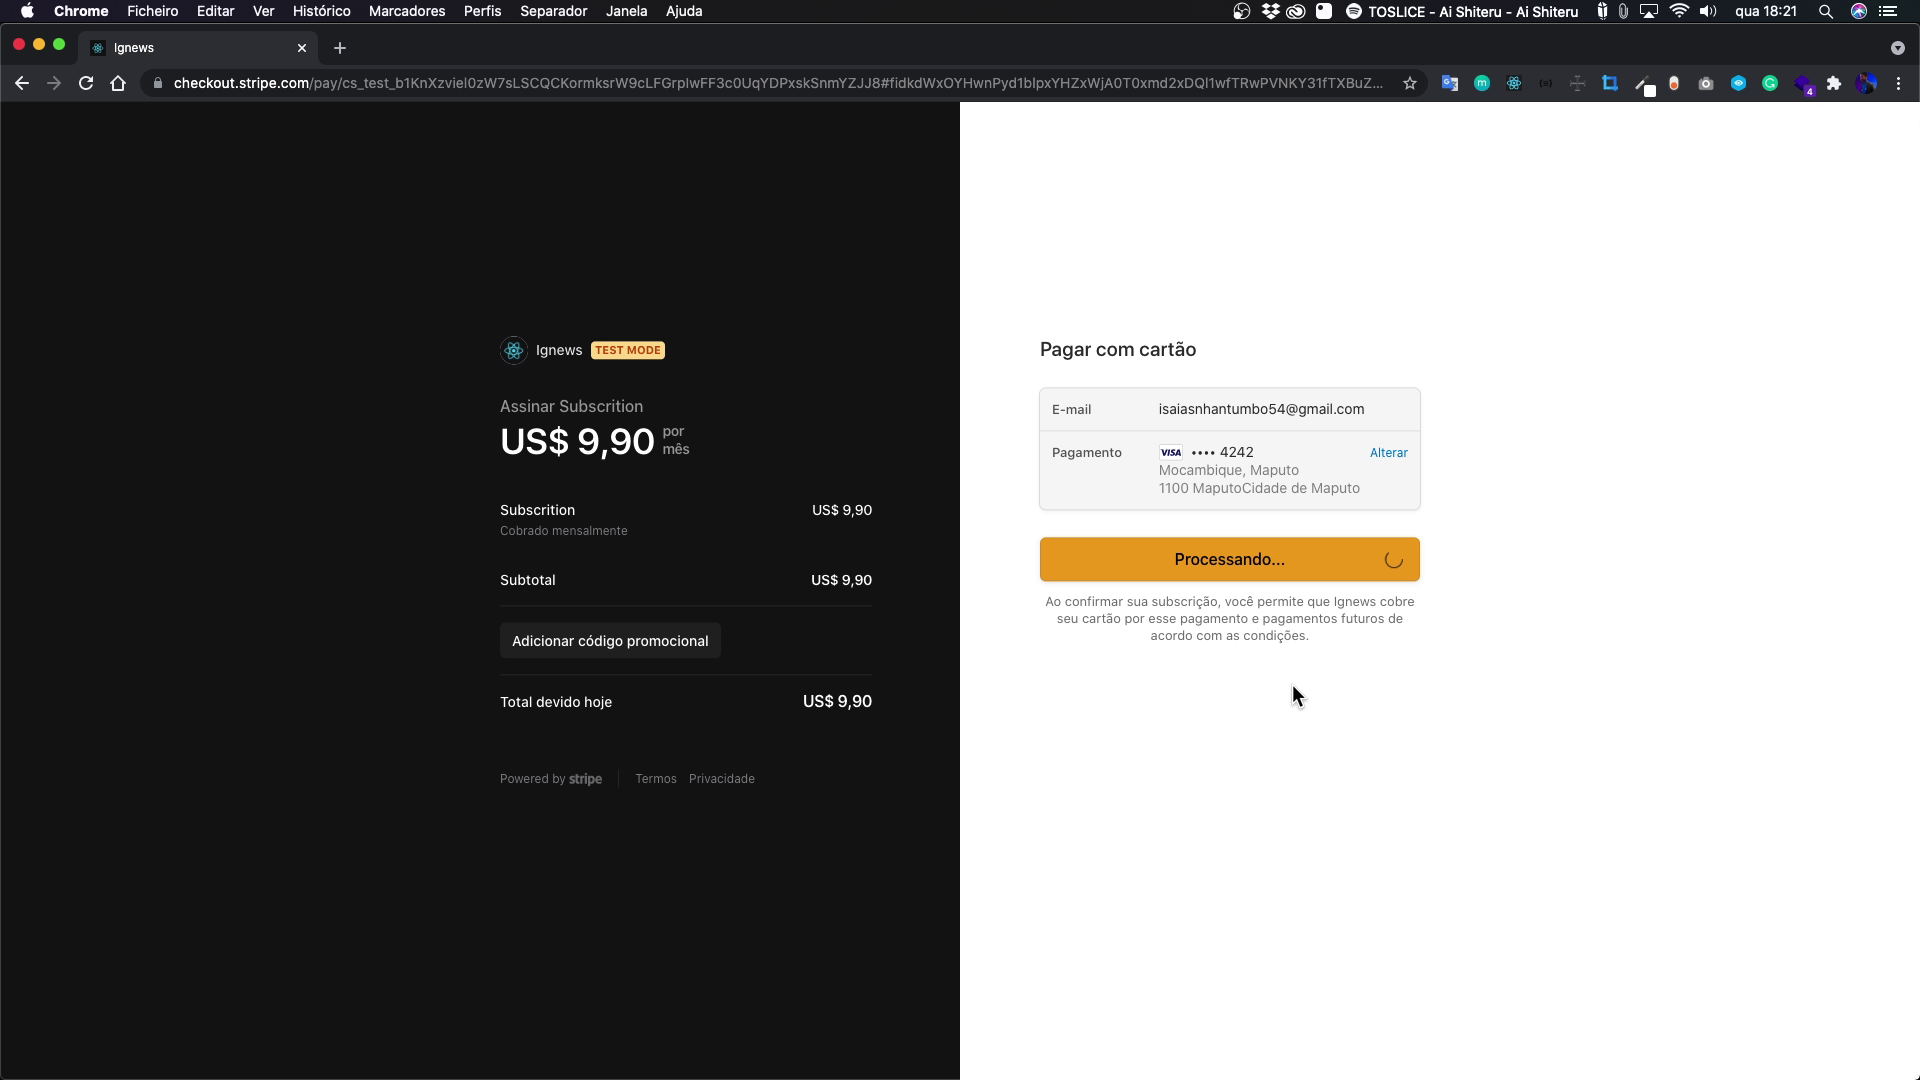 Chrome Ficheiro Editar Ver Histórico Marcadores Perfis Separador Janela Ajuda
TOSLICE - Ai Shiteru - Ai Shiteru
qua 18:21
Ignews
checkout.stripe.com/pay/
4
Ignews TEST MODE
Assinar Subscrition
US$ 9,90 por mês
Subscrition US$ 9,90
Cobrado mensalmente
Subtotal US$ 9,90
Adicionar código promocional
Total devido hoje US$ 9,90
Powered by stripe Termos Privacidade
Pagar com cartão
E-mail isaiasnhantumbo54@gmail.com
Pagamento VISA •••• 4242 Alterar
Mocambique, Maputo
1100 MaputoCidade de Maputo
Processando...
Ao confirmar sua subscrição, você permite que Ignews cobre
seu cartão por esse pagamento e pagamentos futuros de
acordo com as condições.